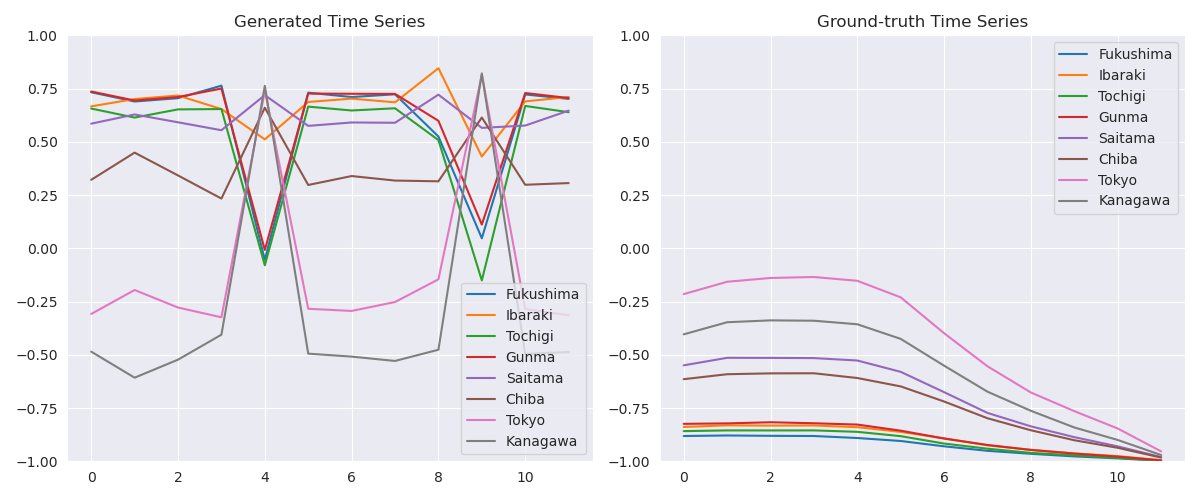 Generated Time Series
1.00
0.75
0.50
0.25
0.00
−0.25
−0.50
−0.75
−1.00
0 2 4 6 8 10
Fukushima
Ibaraki
Tochigi
Gunma
Saitama
Chiba
Tokyo
Kanagawa
Ground-truth Time Series
1.00
0.75
0.50
0.25
0.00
−0.25
−0.50
−0.75
−1.00
0 2 4 6 8 10
Fukushima
Ibaraki
Tochigi
Gunma
Saitama
Chiba
Tokyo
Kanagawa